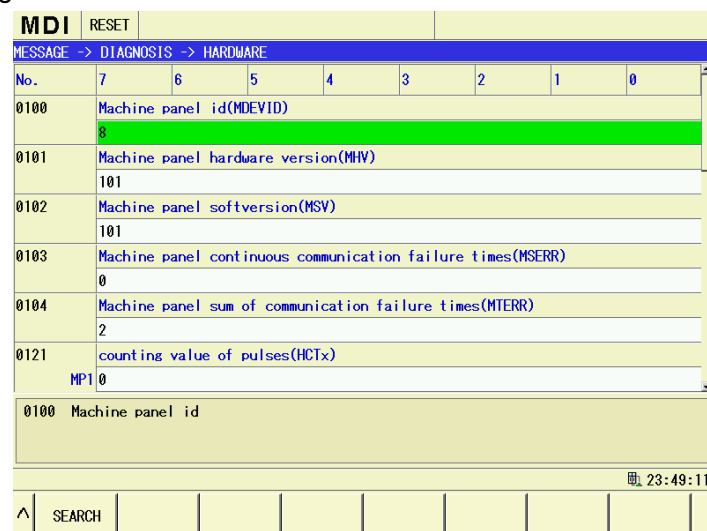 MDI RESET
MESSAGE -> DIAGNOSIS -> HARDWARE
No. 7 6 5 4 3 2 1 0
0100 Machine panel id(MDEVID)
8
0101 Machine panel hardware version(MHV)
101
0102 Machine panel softversion(MSV)
101
0103 Machine panel continuous communication failure times(MSERR)
0
0104 Machine panel sum of communication failure times(MTERR)
2
0121 counting value of pulses(HCTx)
MP1 0
0100 Machine panel id
23:49:11
^ SEARCH